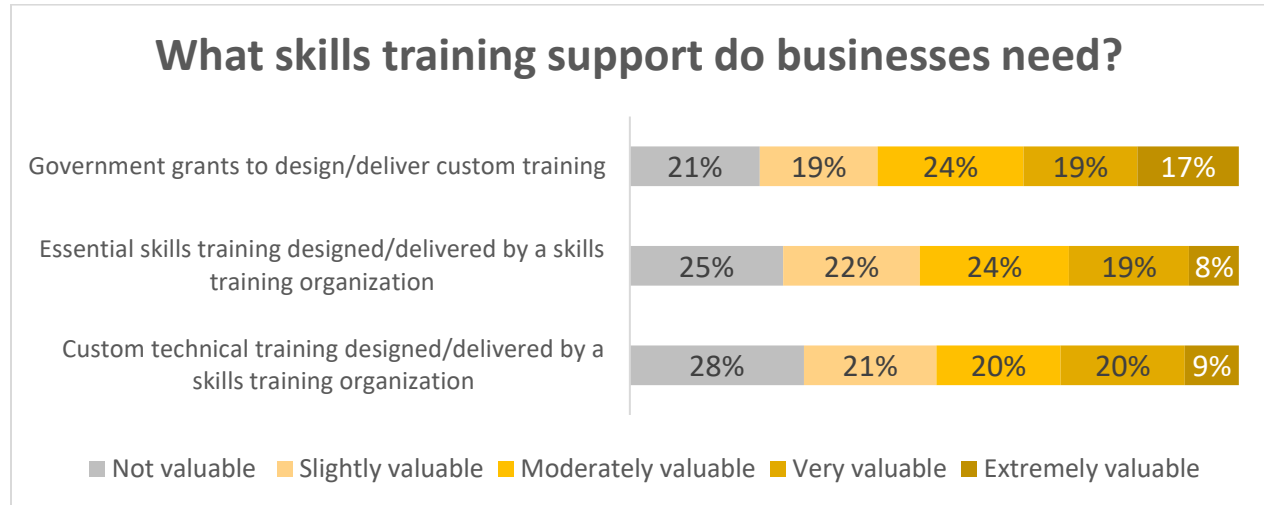 What skills training support do businesses need?
Government grants to design/deliver custom training
21% 19% 24% 19% 17%
Essential skills training designed/delivered by a skills
training organization
25% 22% 24% 19% 8%
Custom technical training designed/delivered by a
skills training organization
28% 21% 20% 20% 9%
Not valuable Slightly valuable Moderately valuable Very valuable Extremely valuable